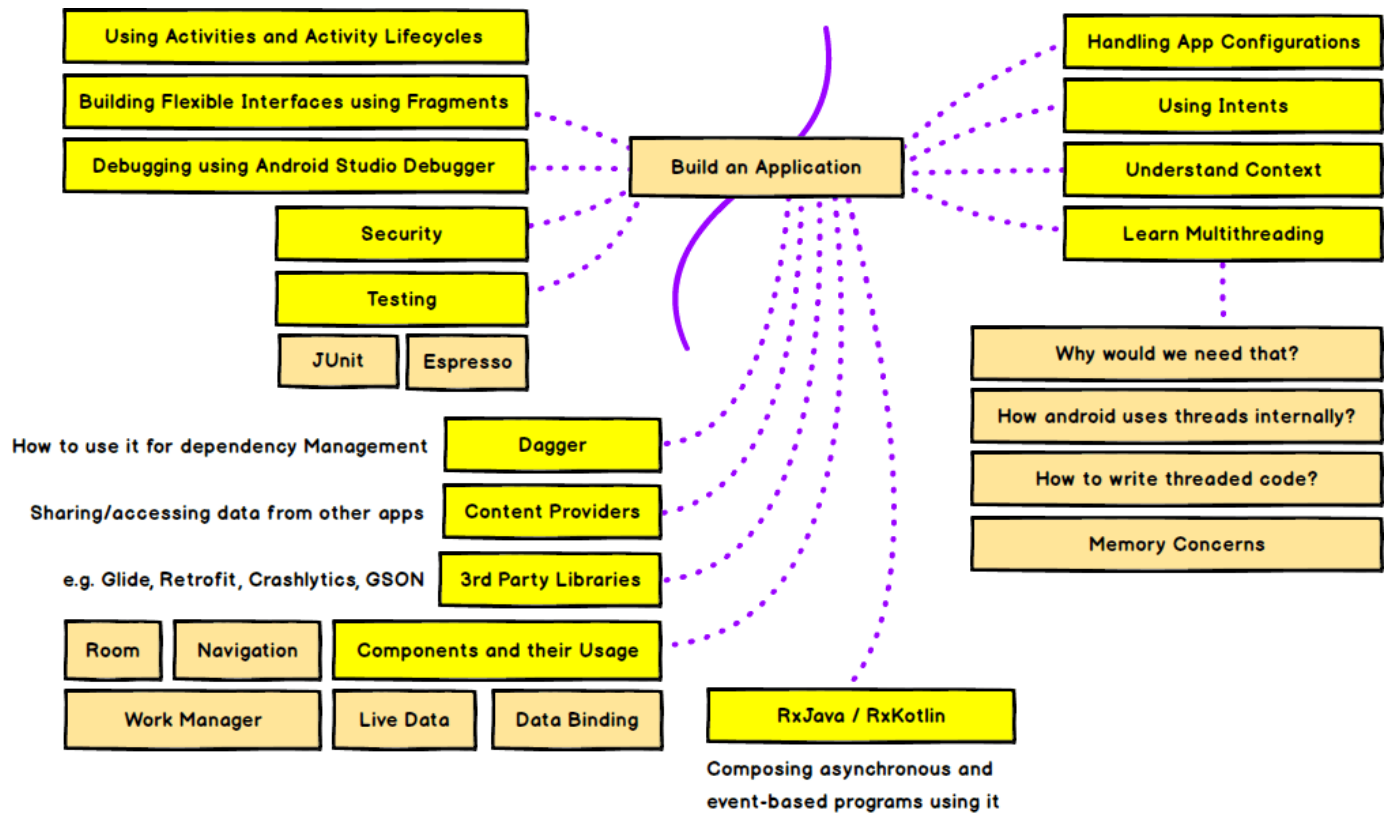 Using Activities and Activity Lifecycles
Building Flexible Interfaces using Fragments
Debugging using Android Studio Debugger
Security
Testing
JUnit
Espresso
Build an Application
Handling App Configurations
Using Intents
Understand Context
Learn Multithreading
Why would we need that?
How android uses threads internally?
How to write threaded code?
Memory Concerns
How to use it for dependency Management
Dagger
Sharing/accessing data from other apps
Content Providers
e.g. Glide, Retrofit, Crashlytics, GSON
3rd Party Libraries
Room
Navigation
Components and their Usage
Work Manager
Live Data
Data Binding
RxJava / RxKotlin
Composing asynchronous and
event-based programs using it